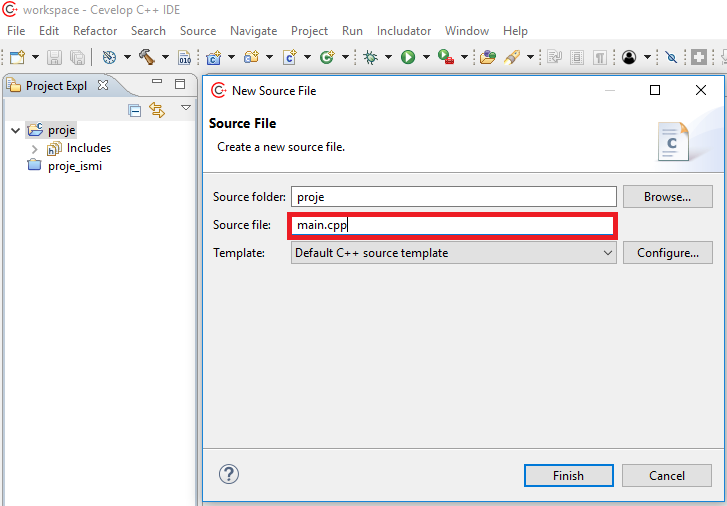 workspace - Cevelop C++ IDE
File Edit Refactor Search Source Navigate Project Run Includator Window Help
010
Project Expl
proje
Includes
proje_ismi
New Source File
Source File
Create a new source file.
Source folder: proje Browse...
Source file: main.cpp
Template: Default C++ source template Configure...
Finish Cancel